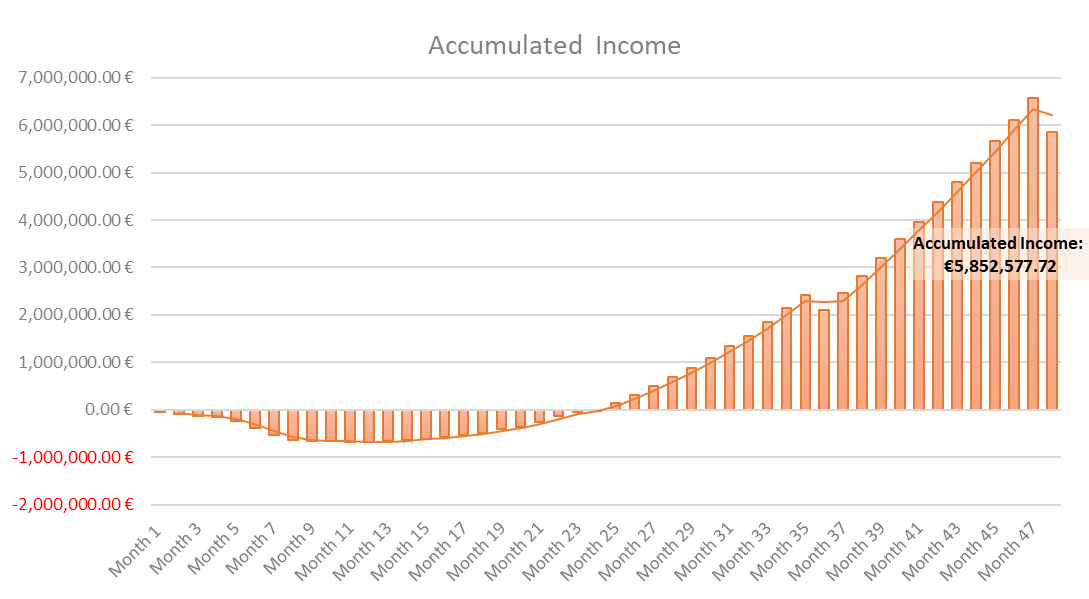 Accumulated Income
7,000,000.00 €
6,000,000.00 €
5,000,000.00 €
4,000,000.00 €
3,000,000.00 €
2,000,000.00 €
1,000,000.00 €
0.00 €
-1,000,000.00 €
-2,000,000.00 €
Accumulated Income:
€5,852,577.72
Month 1
Month 3
Month 5
Month 7
Month 9
Month 11
Month 13
Month 15
Month 17
Month 19
Month 21
Month 23
Month 25
Month 27
Month 29
Month 31
Month 33
Month 35
Month 37
Month 39
Month 41
Month 43
Month 45
Month 47